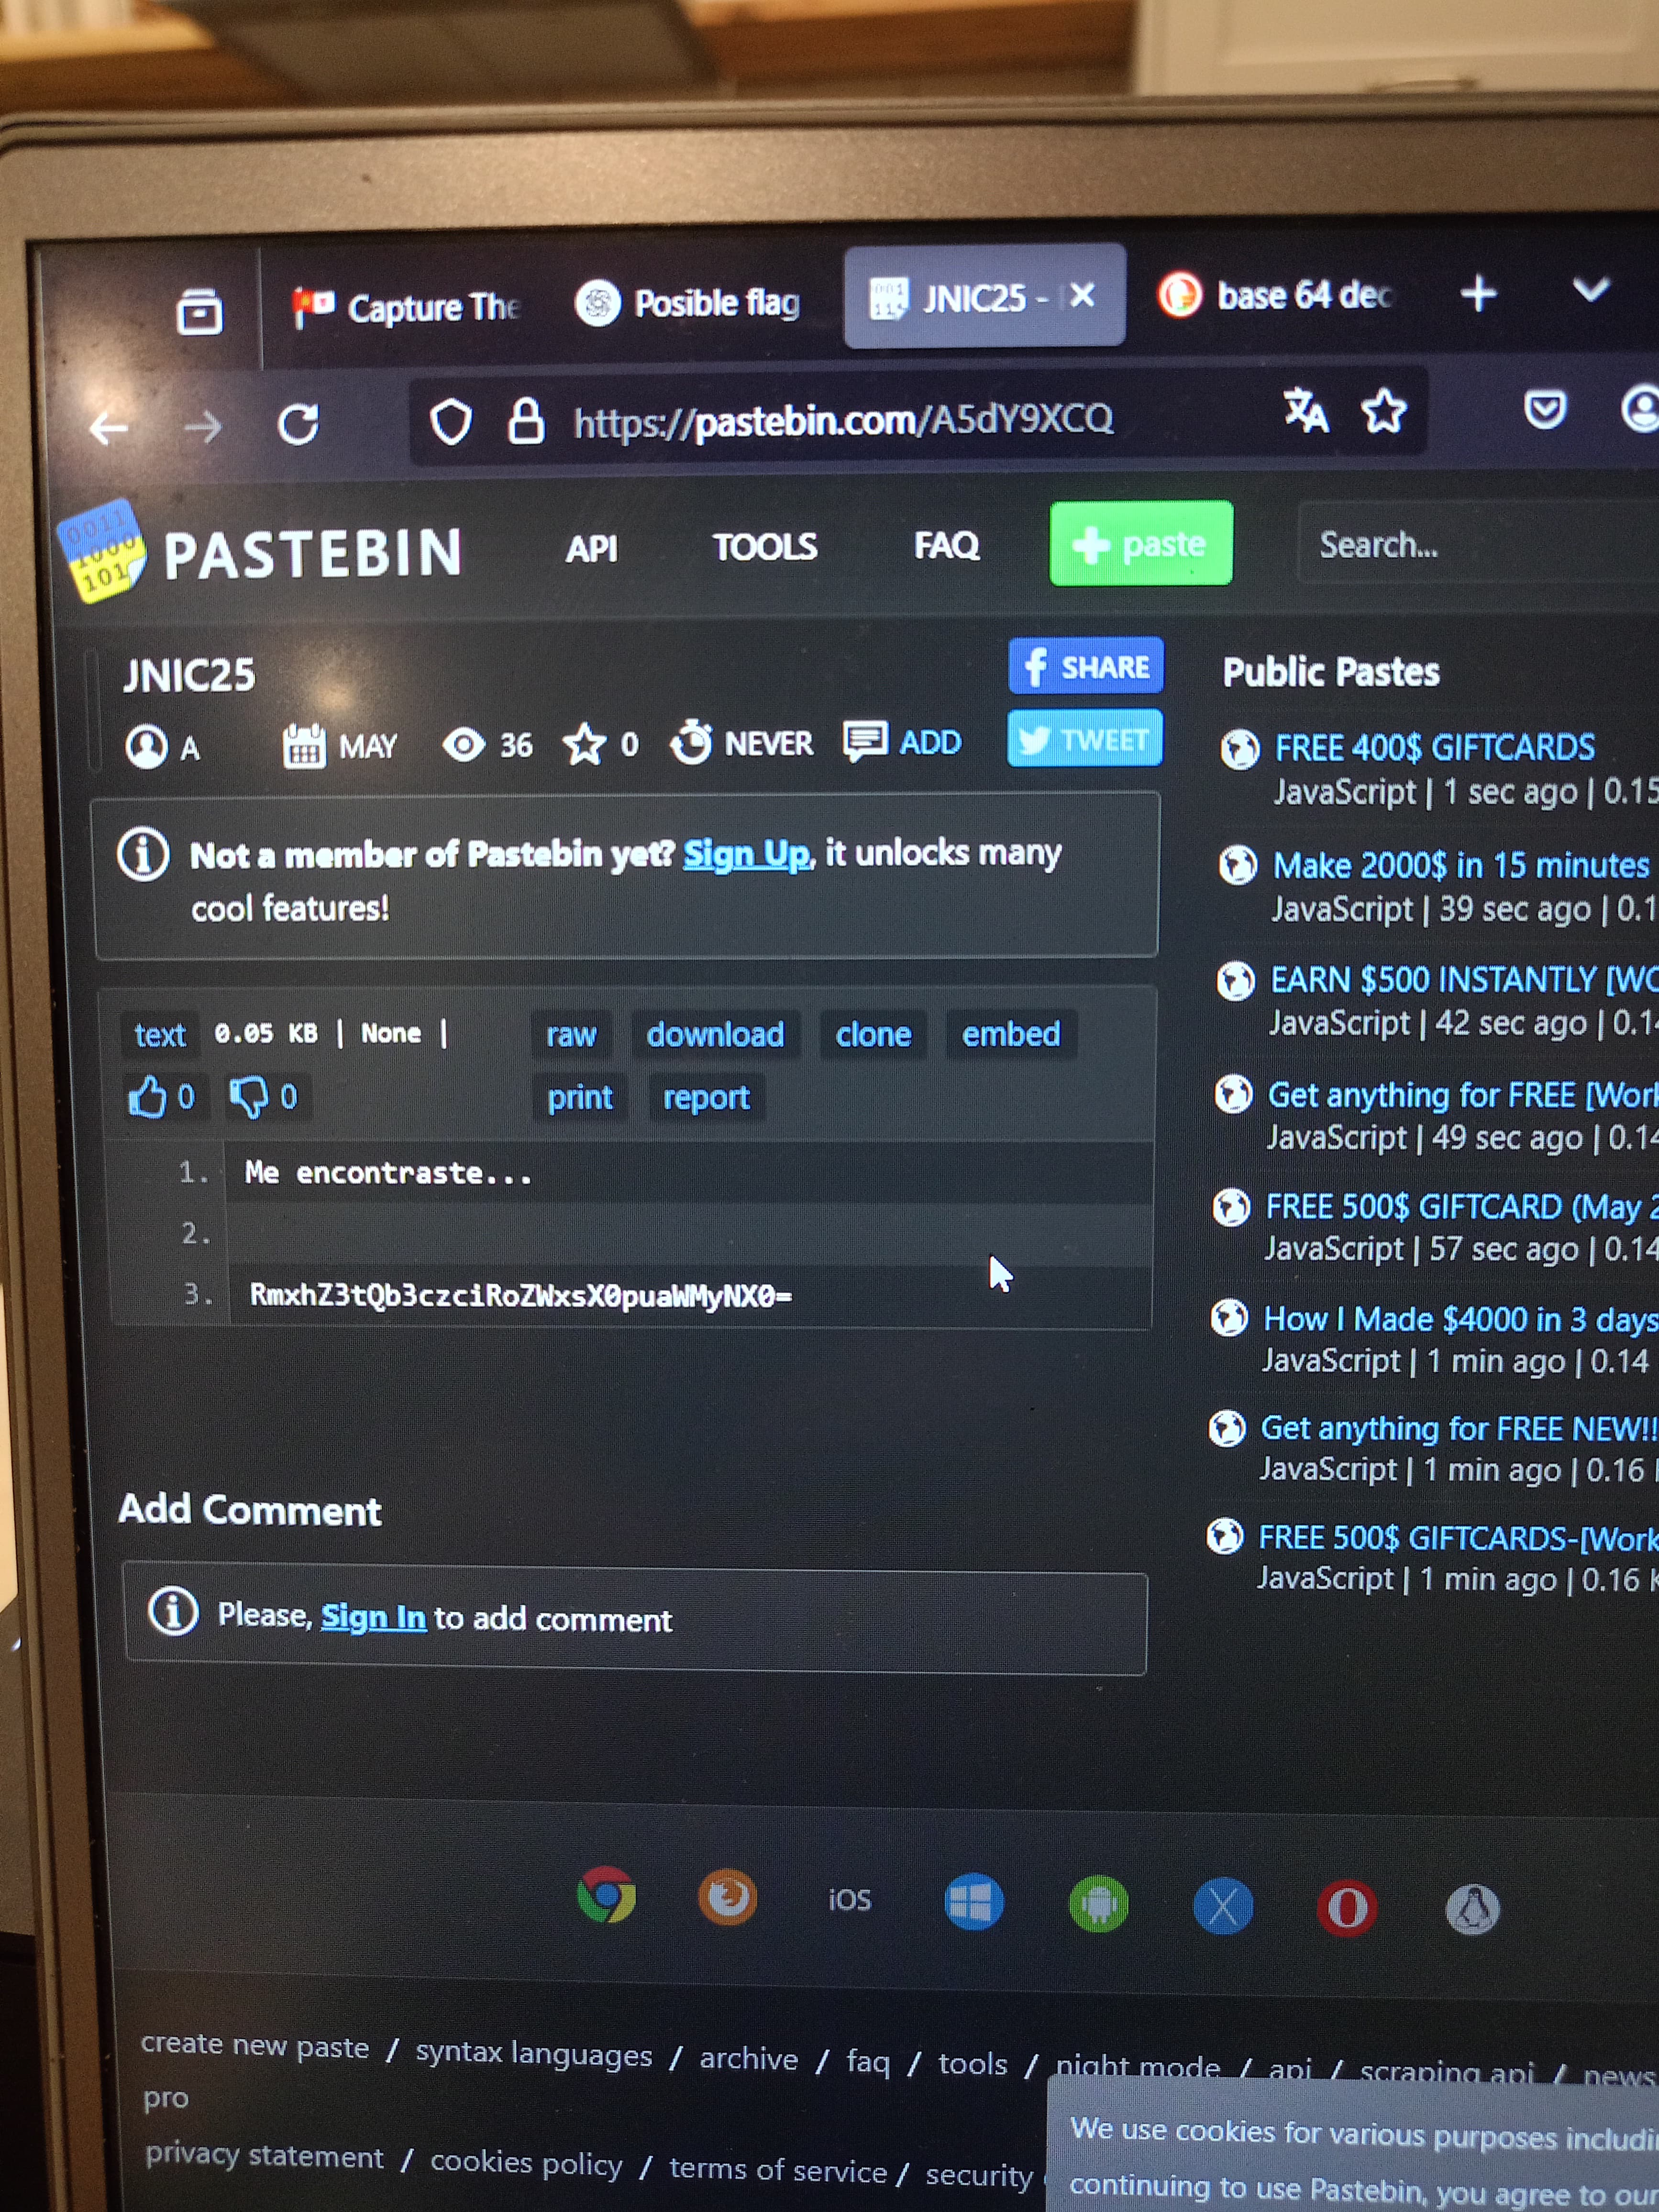 Capture The
Posible flag
JNIC25 -
base 64 dec
https://pastebin.com/A5dY9XCQ
0011
1000
101
PASTEBIN
API
TOOLS
FAQ
paste
Search...
JNIC25
SHARE
A
MAY
36
0
NEVER
ADD
TWEET
Not a member of Pastebin yet? Sign Up, it unlocks many
cool features!
text 0.05 KB | None |
raw
download
clone
embed
0
0
print
report
1. Me encontraste...
2.
3. RmxhZ3tQb3czciRoZWxsX0puaWMyNX0=
Add Comment
Please, Sign In to add comment
Public Pastes
FREE 400$ GIFTCARDS
JavaScript | 1 sec ago | 0.15
Make 2000$ in 15 minutes
JavaScript | 39 sec ago | 0.1
EARN $500 INSTANTLY [WO
JavaScript | 42 sec ago | 0.14
Get anything for FREE [Work
JavaScript | 49 sec ago | 0.14
FREE 500$ GIFTCARD (May 2
JavaScript | 57 sec ago | 0.14
How I Made $4000 in 3 days
JavaScript | 1 min ago | 0.14
Get anything for FREE NEW!!
JavaScript | 1 min ago | 0.16
FREE 500$ GIFTCARDS-[Work
JavaScript | 1 min ago | 0.16 K
iOS
create new paste / syntax languages / archive / faq / tools / night mode / api / scraping api / news
pro
privacy statement / cookies policy / terms of service / security
We use cookies for various purposes includi
continuing to use Pastebin, you agree to our